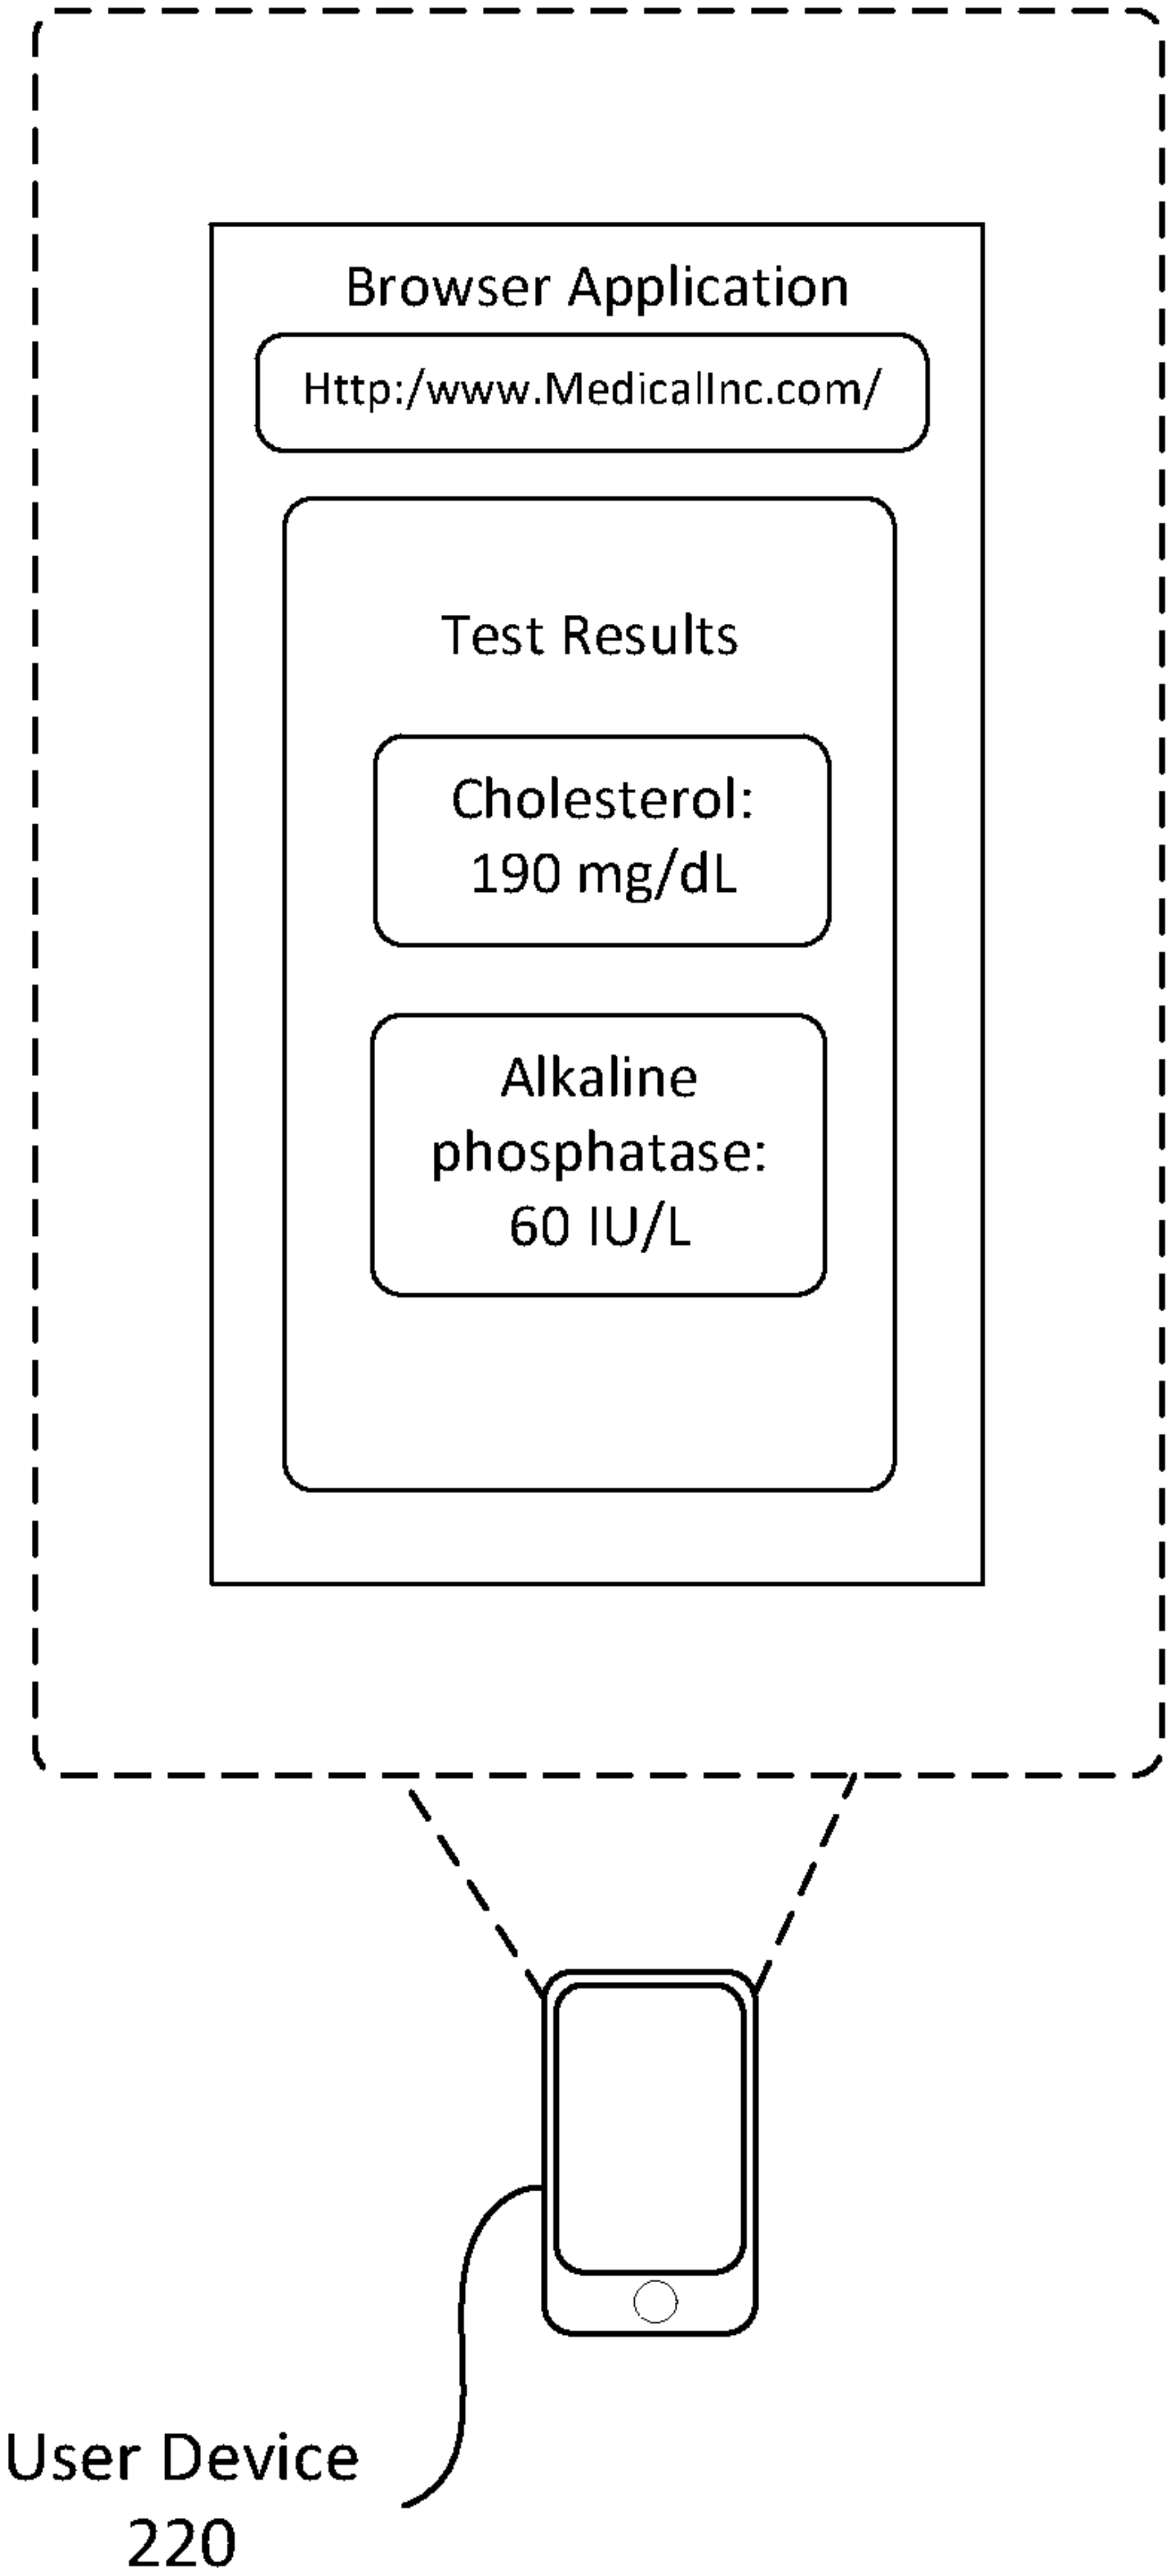 Browser Application
Http:/www.MedicalInc.com/
Test Results
Cholesterol:
190 mg/dL
Alkaline
phosphatase:
60 IU/L
User Device
220